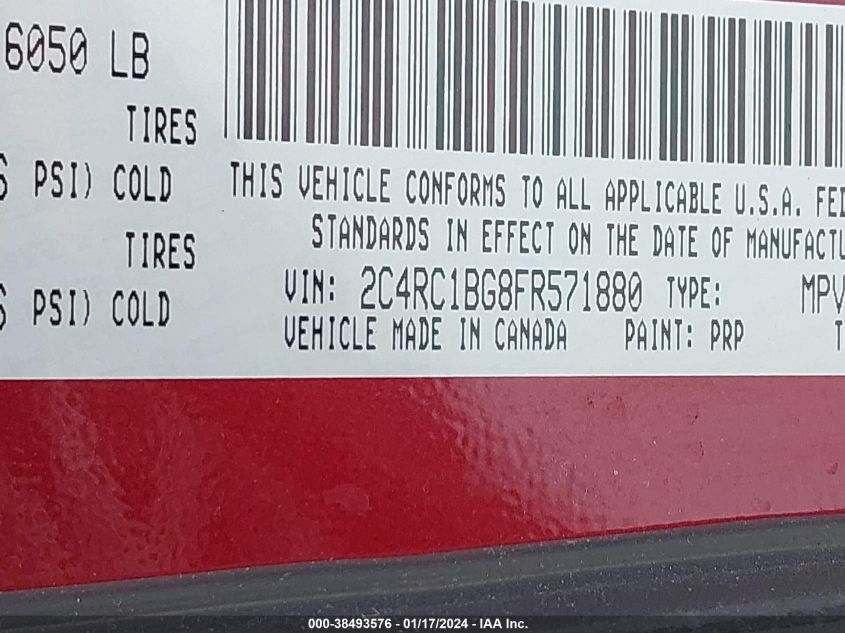 6050 LB
TIRES
PSI) COLD
THIS VEHICLE CONFORMS TO ALL APPLICABLE U.S.A.
STANDARDS IN EFFECT ON THE DATE OF
TIRES
PSI) COLD
VIN: 2C4RC1BG8FR571880 TYPE: MPV
VEHICLE MADE IN CANADA PAINT: PRP
000-38493576 - 01/17/2024 - IAA Inc.